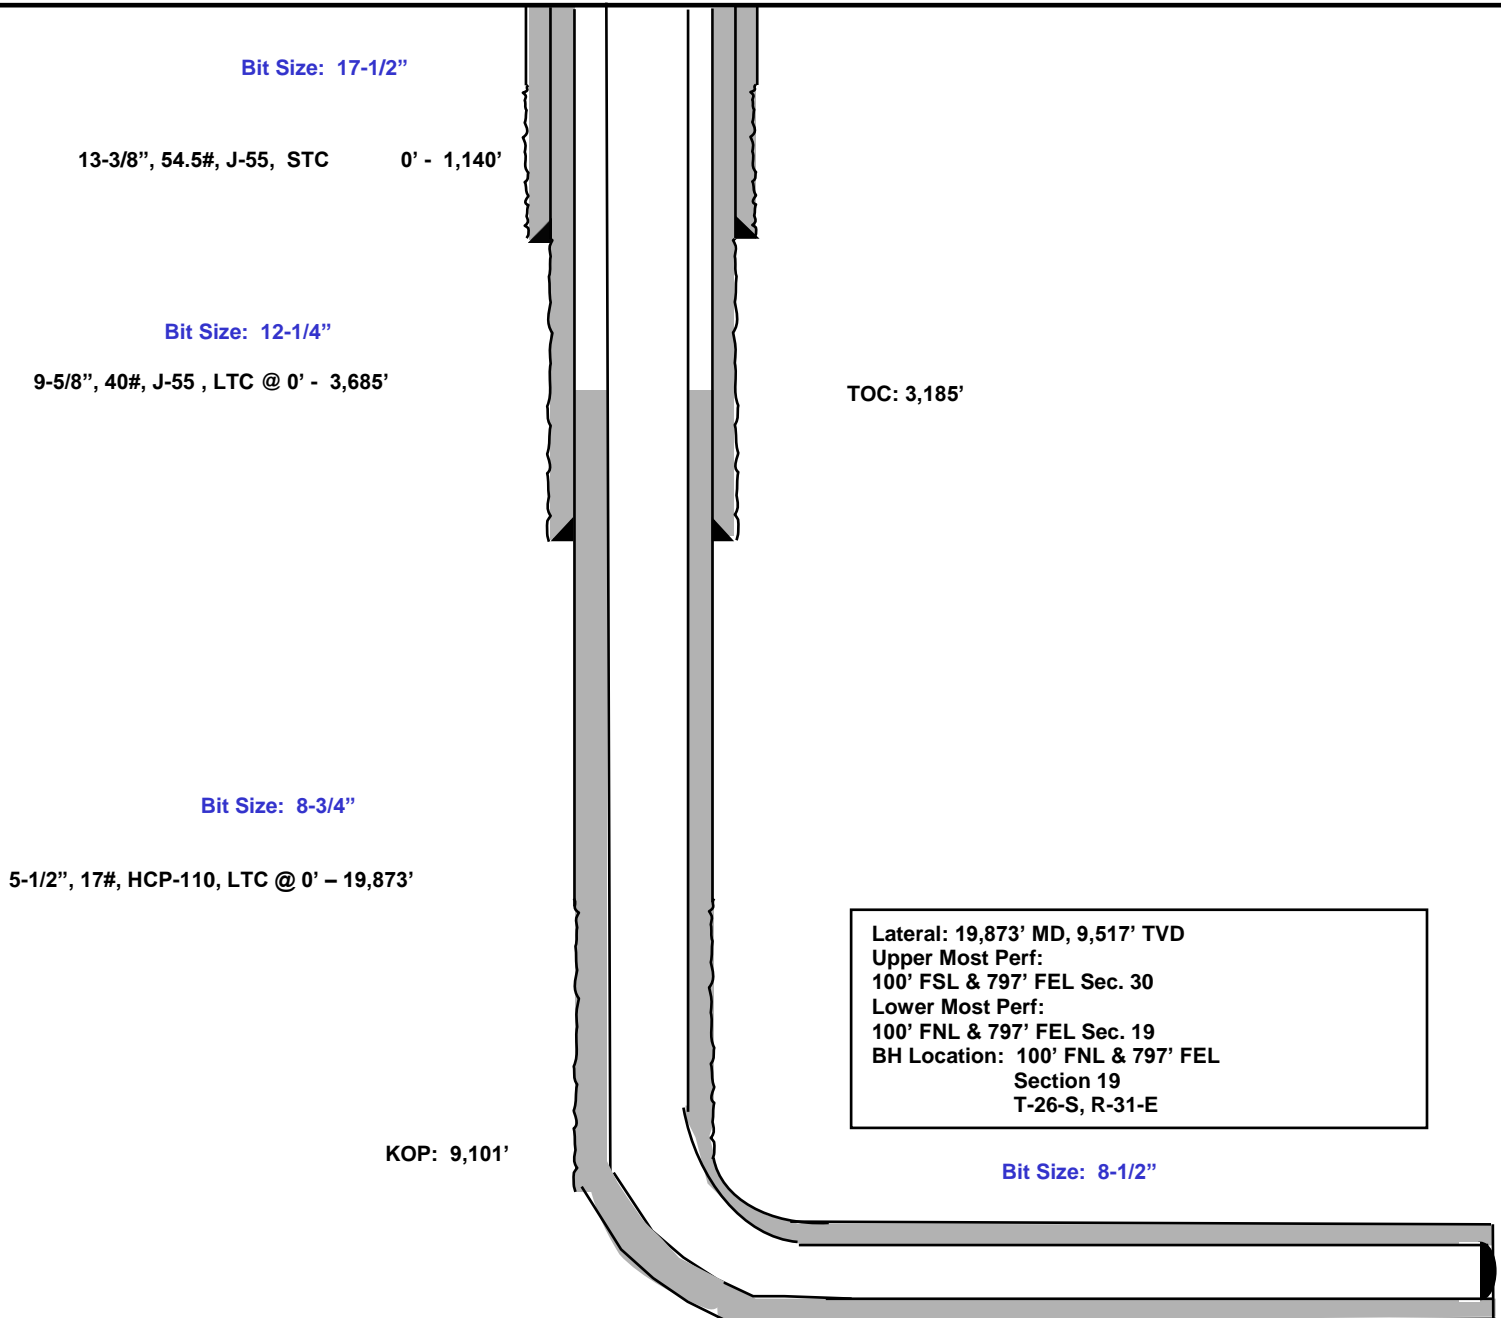 Bit Size: 17-1/2”
13-3/8”, 54.5#, J-55, STC 0’ - 1,140’
Bit Size: 12-1/4”
9-5/8”, 40#, J-55 , LTC @ 0’ - 3,685’
TOC: 3,185’
Bit Size: 8-3/4”
5-1/2”, 17#, HCP-110, LTC @ 0’ – 19,873’
Lateral: 19,873’ MD, 9,517’ TVD
Upper Most Perf:
100’ FSL & 797’ FEL Sec. 30
Lower Most Perf:
100’ FNL & 797’ FEL Sec. 19
BH Location: 100’ FNL & 797’ FEL
Section 19
T-26-S, R-31-E
KOP: 9,101’
Bit Size: 8-1/2”